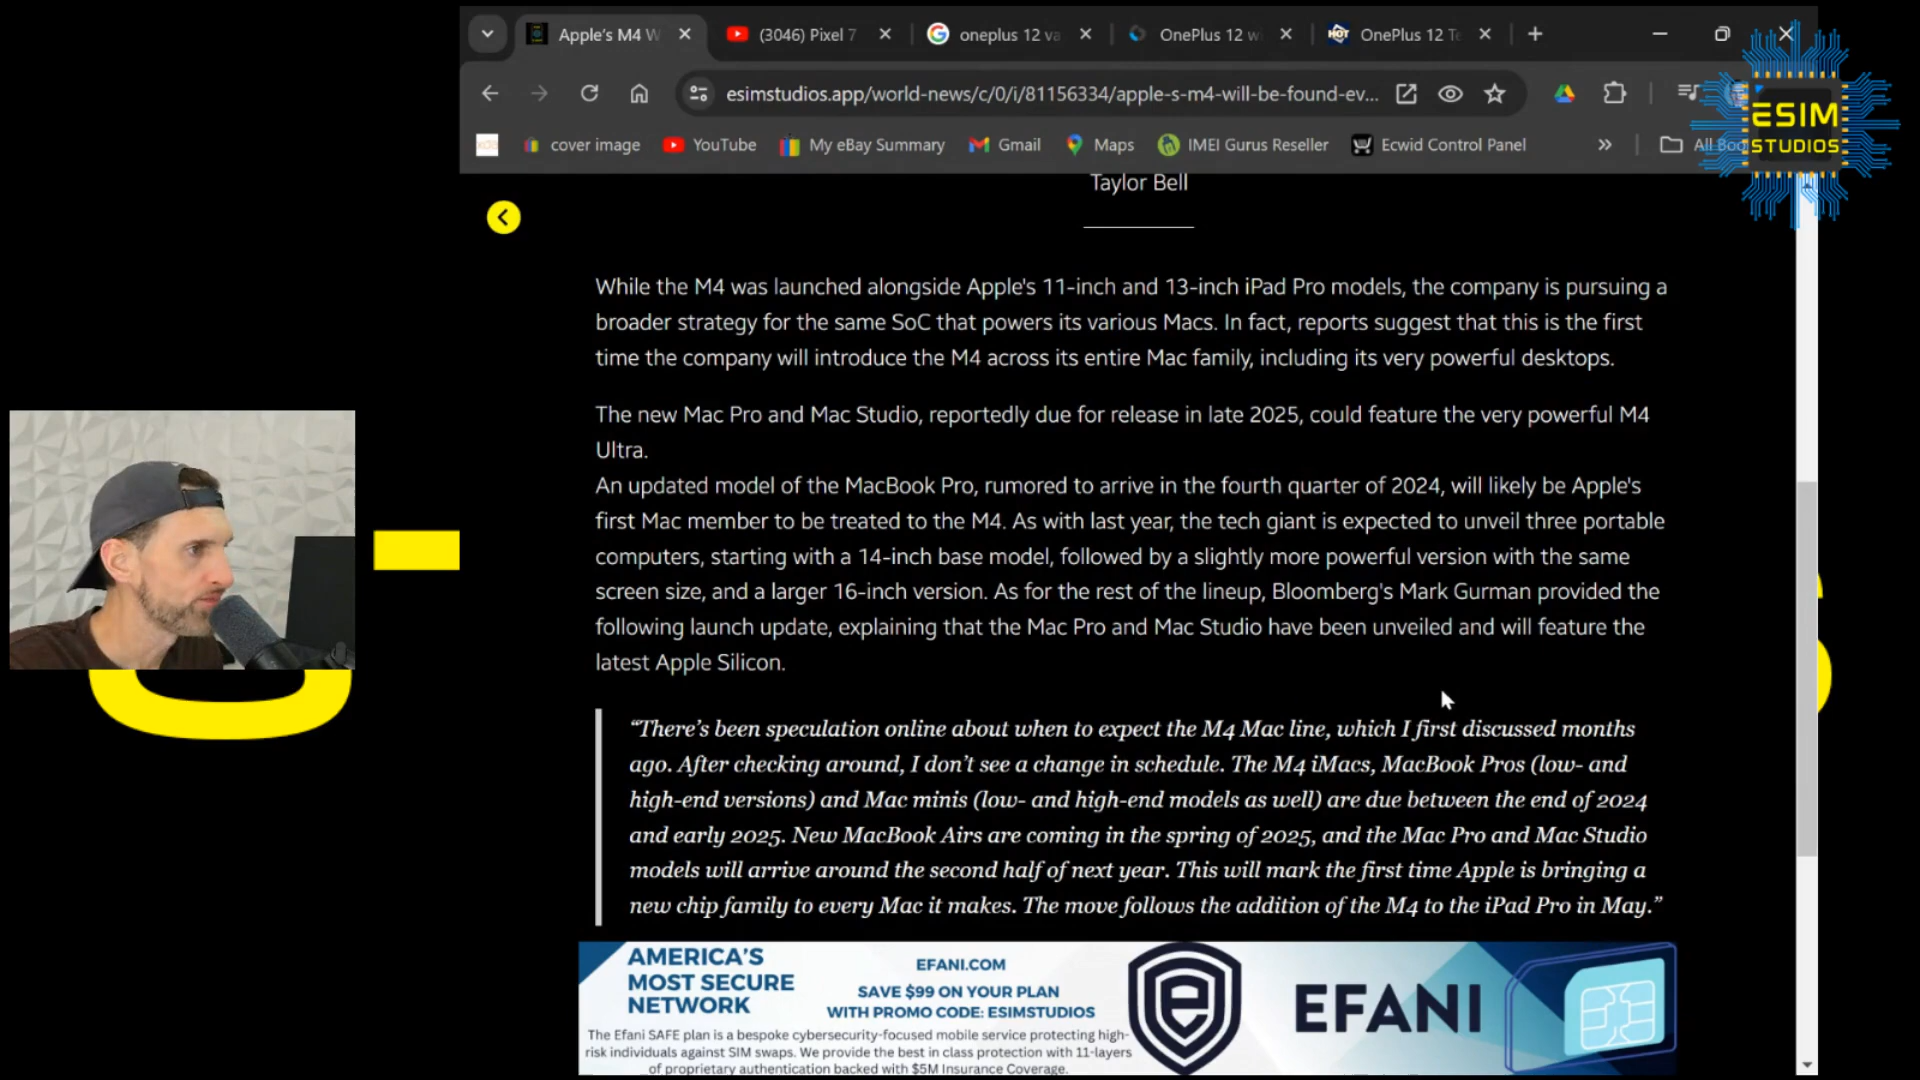 Apple's M4 W
(3046) Pixel 7
oneplus 12 va
OnePlus 12 w
HOT
OnePlus 12 Te
esimstudios.app/world-news/c/0/i/81156334/apple-s-m4-will-be-found-ev...
cover image
YouTube
My eBay Summary
Gmail
Maps
IMEI Gurus Reseller
Ecwid Control Panel
»
All Boo
ESIM
STUDIOS
Taylor Bell
While the M4 was launched alongside Apple's 11-inch and 13-inch iPad Pro models, the company is pursuing a
broader strategy for the same SoC that powers its various Macs. In fact, reports suggest that this is the first
time the company will introduce the M4 across its entire Mac family, including its very powerful desktops.
The new Mac Pro and Mac Studio, reportedly due for release in late 2025, could feature the very powerful M4
Ultra.
An updated model of the MacBook Pro, rumored to arrive in the fourth quarter of 2024, will likely be Apple's
first Mac member to be treated to the M4. As with last year, the tech giant is expected to unveil three portable
computers, starting with a 14-inch base model, followed by a slightly more powerful version with the same
screen size, and a larger 16-inch version. As for the rest of the lineup, Bloomberg's Mark Gurman provided the
following launch update, explaining that the Mac Pro and Mac Studio have been unveiled and will feature the
latest Apple Silicon.
“There’s been speculation online about when to expect the M4 Mac line, which I first discussed months
ago. After checking around, I don’t see a change in schedule. The M4 iMacs, MacBook Pros (low- and
high-end versions) and Mac minis (low- and high-end models as well) are due between the end of 2024
and early 2025. New MacBook Airs are coming in the spring of 2025, and the Mac Pro and Mac Studio
models will arrive around the second half of next year. This will mark the first time Apple is bringing a
new chip family to every Mac it makes. The move follows the addition of the M4 to the iPad Pro in May.”
AMERICA'S
MOST SECURE
NETWORK
EFANI.COM
SAVE $99 ON YOUR PLAN
WITH PROMO CODE: ESIMSTUDIOS
The Efani SAFE plan is a bespoke cybersecurity-focused mobile service protecting high-
risk individuals against SIM swaps. We provide the best in class protection with 11-layers
of proprietary authentication backed with $5M Insurance Coverage.
EFANI